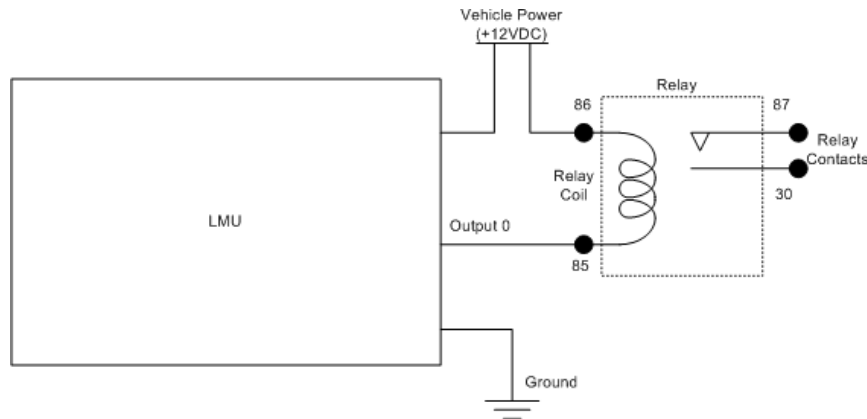 Vehicle Power
(+12VDC)
Relay
86
87
Relay
Contacts
Relay
Coil
30
LMU
Output 0
85
Ground